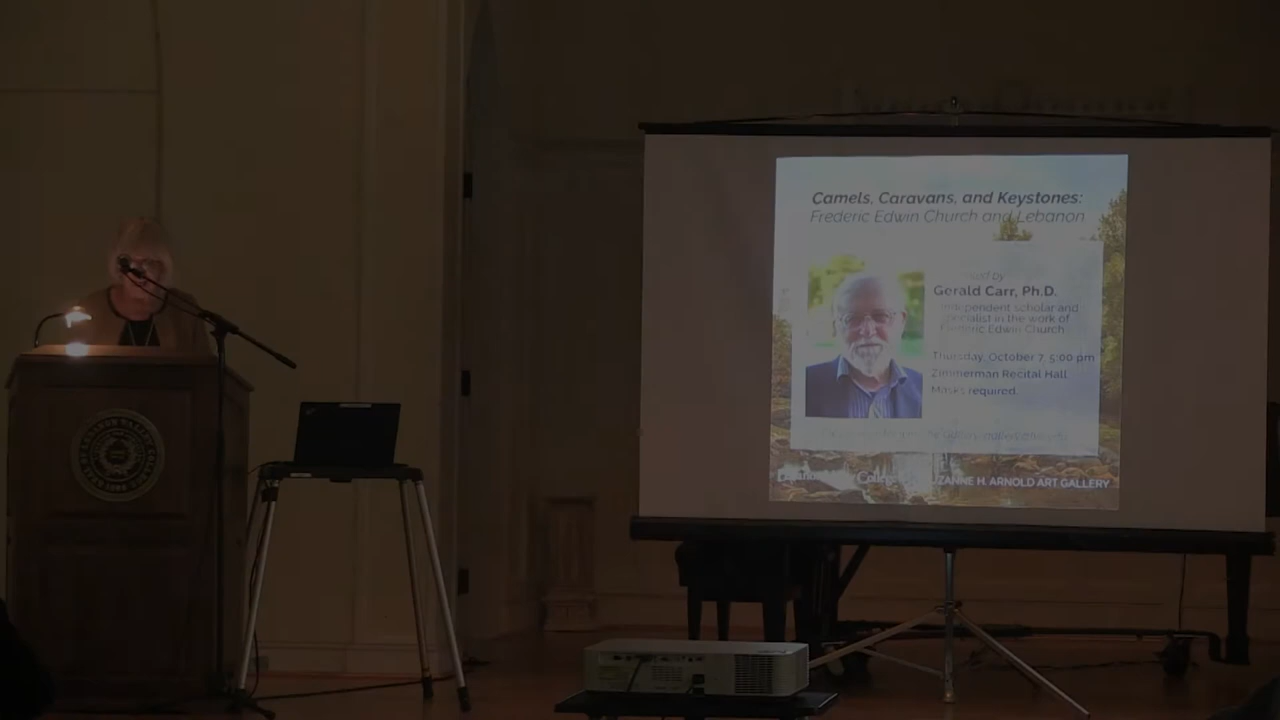 Camels, Caravans, and Keystones:
Frederic Edwin Church and Lebanon
by
Gerald Carr, Ph.D.
Independent scholar and
specialist in the work of
Frederic Edwin Church
Thursday, October 7, 5:00 pm
Zimmerman Recital Hall
Masks required.
College
ZANNE H. ARNOLD ART GALLERY